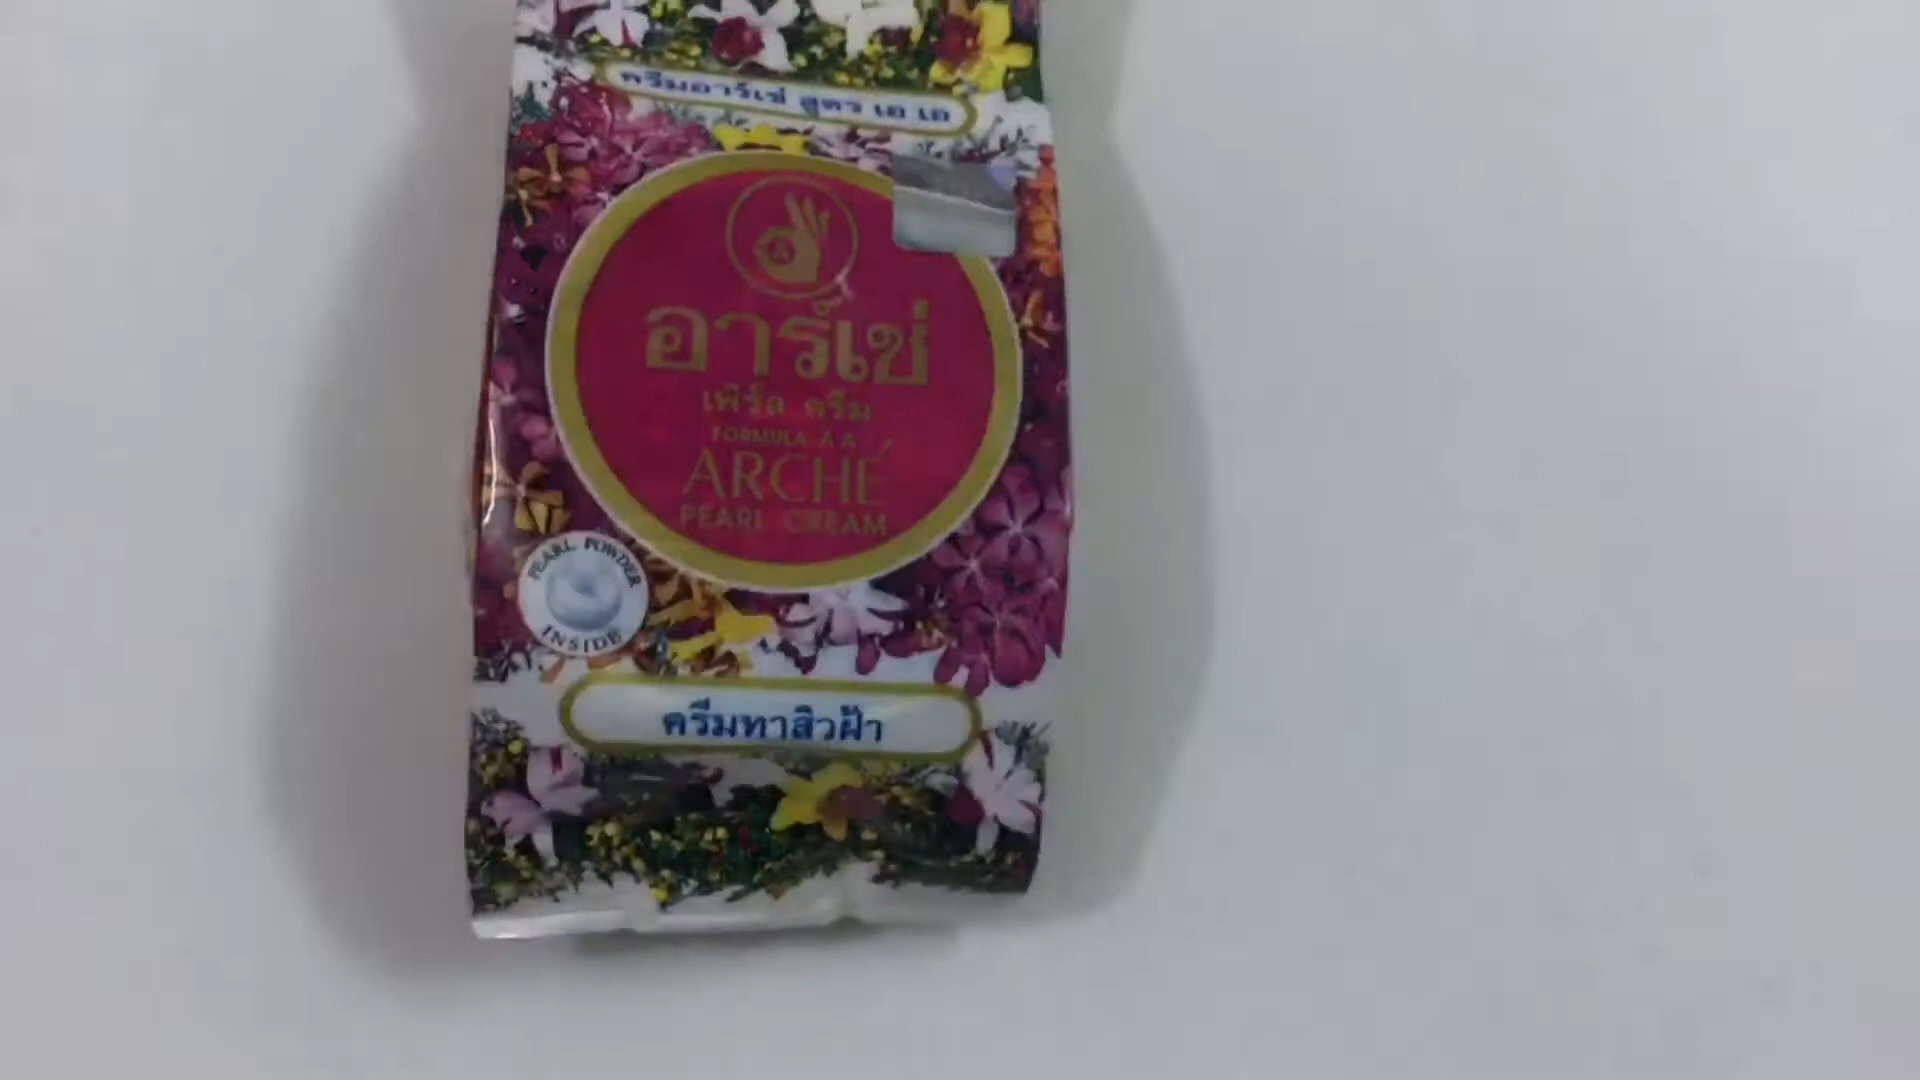 ครีมอาร์เช่ สูตร เอ เอ
อาร์เช่
เพิร์ล ครีม
FORMULA A A
ARCHÉ
PEARL CREAM
PEARL POWDER
INSIDE
ครีมทาสิวฝ้า